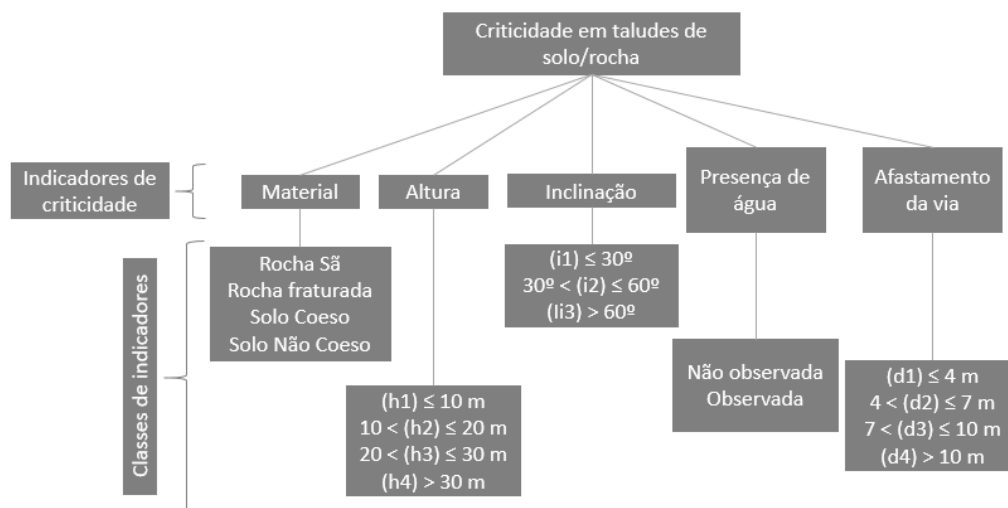 Criticidade em taludes de
solo/rocha
Indicadores de
criticidade
Material
Altura
Inclinação
Presença de
água
Afastamento
da via
Classes de indicadores
Rocha Sã
Rocha fraturada
Solo Coeso
Solo Não Coeso
(h1) ≤ 10 m
10 < (h2) ≤ 20 m
20 < (h3) ≤ 30 m
(h4) > 30 m
(i1) ≤ 30º
30º < (i2) ≤ 60º
(Ii3) > 60º
Não observada
Observada
(d1) ≤ 4 m
4 < (d2) ≤ 7 m
7 < (d3) ≤ 10 m
(d4) > 10 m